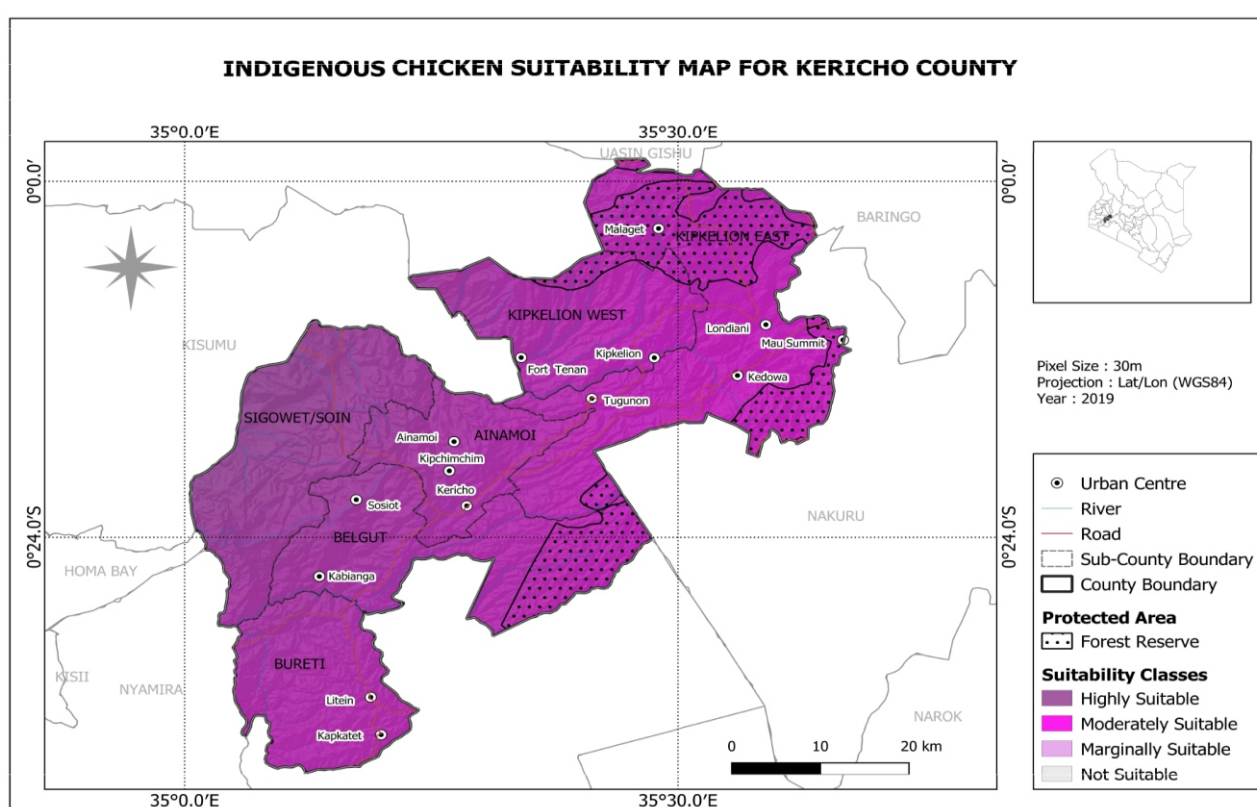 INDIGENOUS CHICKEN SUITABILITY MAP FOR KERICHO COUNTY
35°0.0'E
35°30.0'E
UASIN GISHU
0°0.0'
0°0.0'
BARINGO
Malaget
KIPKELION EAST
KIPKELION WEST
Londiani
Mau Summit
KISUMU
Kipkelion
Fort Tenan
Kedowa
Tugunon
SIGOWET/SOIN
Ainamoi
AINAMOI
Kipchimchim
Kericho
Sosiot
NAKURU
0°24.0'S
0°24.0'S
BELGUT
HOMA BAY
Kabianga
BURETI
KISII
NYAMIRA
Litein
Kapkatet
NAROK
0
10
20 km
35°0.0'E
35°30.0'E
Pixel Size : 30m
Projection : Lat/Lon (WGS84)
Year : 2019
Urban Centre
River
Road
Sub-County Boundary
County Boundary
Protected Area
Forest Reserve
Suitability Classes
Highly Suitable
Moderately Suitable
Marginally Suitable
Not Suitable